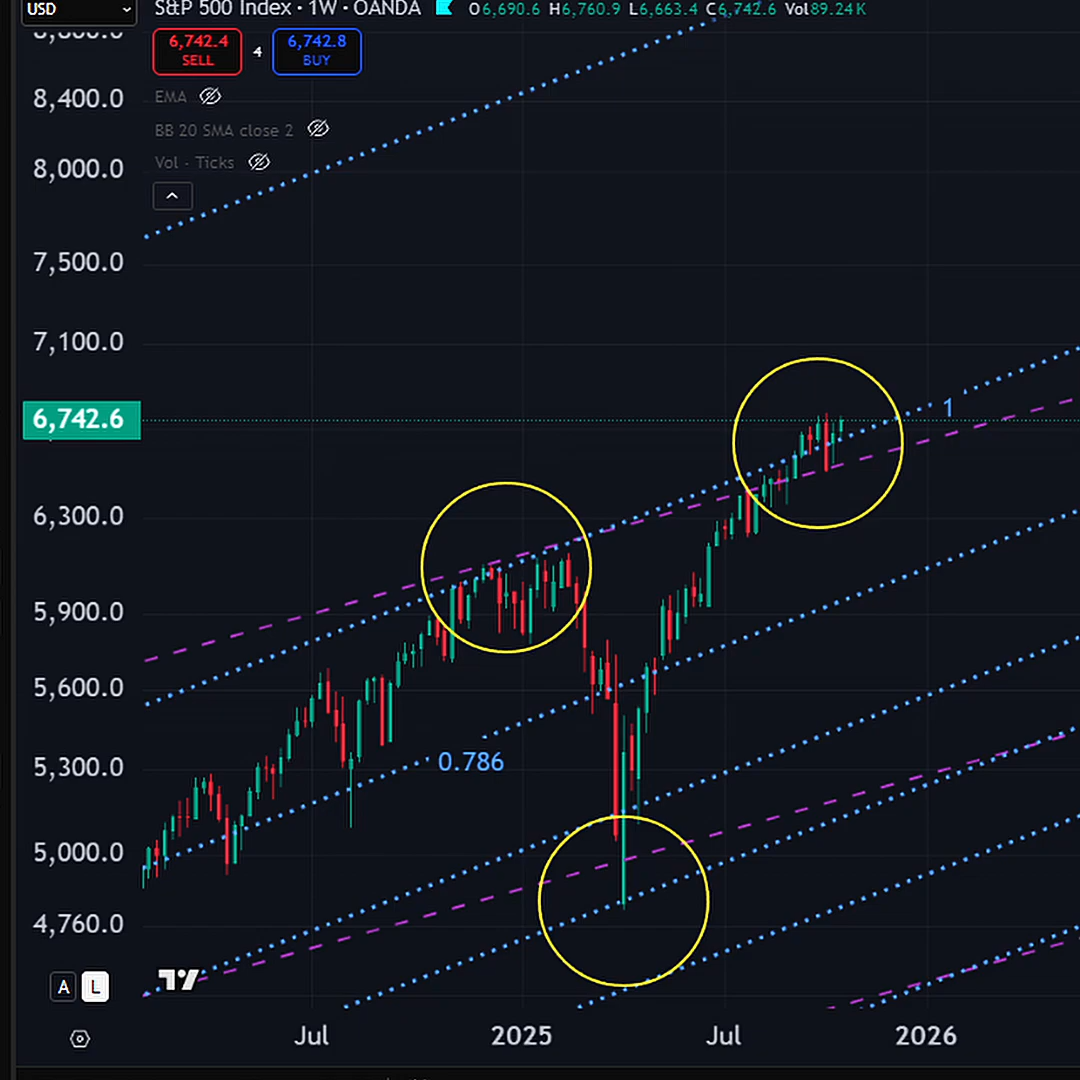 USD
S&P 500 Index · 1W · OANDA O6,690.6 H6,760.9 L6,663.4 C6,742.6 Vol89.24K
6,742.4
SELL
4
6,742.8
BUY
EMA
BB 20 SMA close 2
Vol · Ticks
8,400.0
8,000.0
7,500.0
7,100.0
6,742.6
6,300.0
5,900.0
5,600.0
5,300.0
5,000.0
4,760.0
1
0.786
A L
Jul 2025 Jul 2026